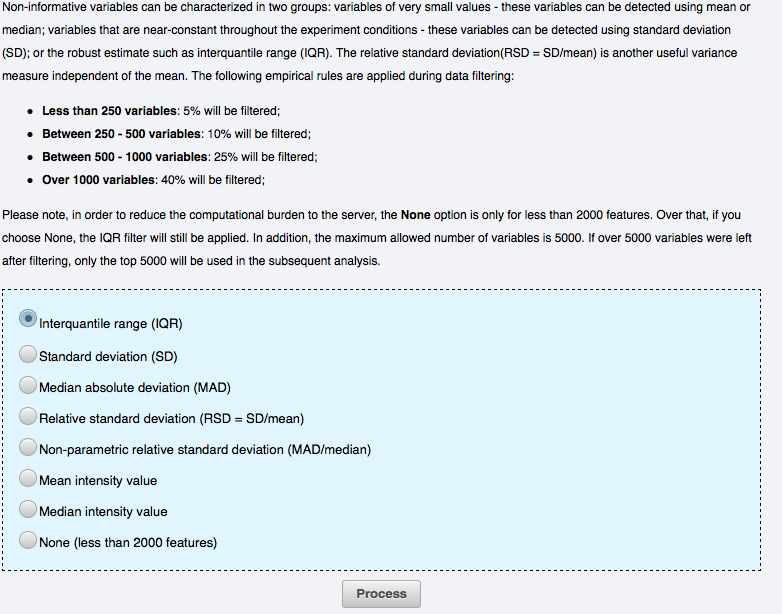 Non-informative variables can be characterized in two groups: variables of very small values - these variables can be detected using mean or
median; variables that are near-constant throughout the experiment conditions - these variables can be detected using standard deviation
(SD); or the robust estimate such as interquantile range (IQR). The relative standard deviation(RSD = SD/mean) is another useful variance
measure independent of the mean. The following empirical rules are applied during data filtering:
• Less than 250 variables: 5% will be filtered;
• Between 250 - 500 variables: 10% will be filtered;
• Between 500 - 1000 variables: 25% will be filtered;
• Over 1000 variables: 40% will be filtered;
Please note, in order to reduce the computational burden to the server, the None option is only for less than 2000 features. Over that, if you
choose None, the IQR filter will still be applied. In addition, the maximum allowed number of variables is 5000. If over 5000 variables were left
after filtering, only the top 5000 will be used in the subsequent analysis.
Interquantile range (IQR)
Standard deviation (SD)
Median absolute deviation (MAD)
Relative standard deviation (RSD = SD/mean)
Non-parametric relative standard deviation (MAD/median)
Mean intensity value
Median intensity value
None (less than 2000 features)
Process